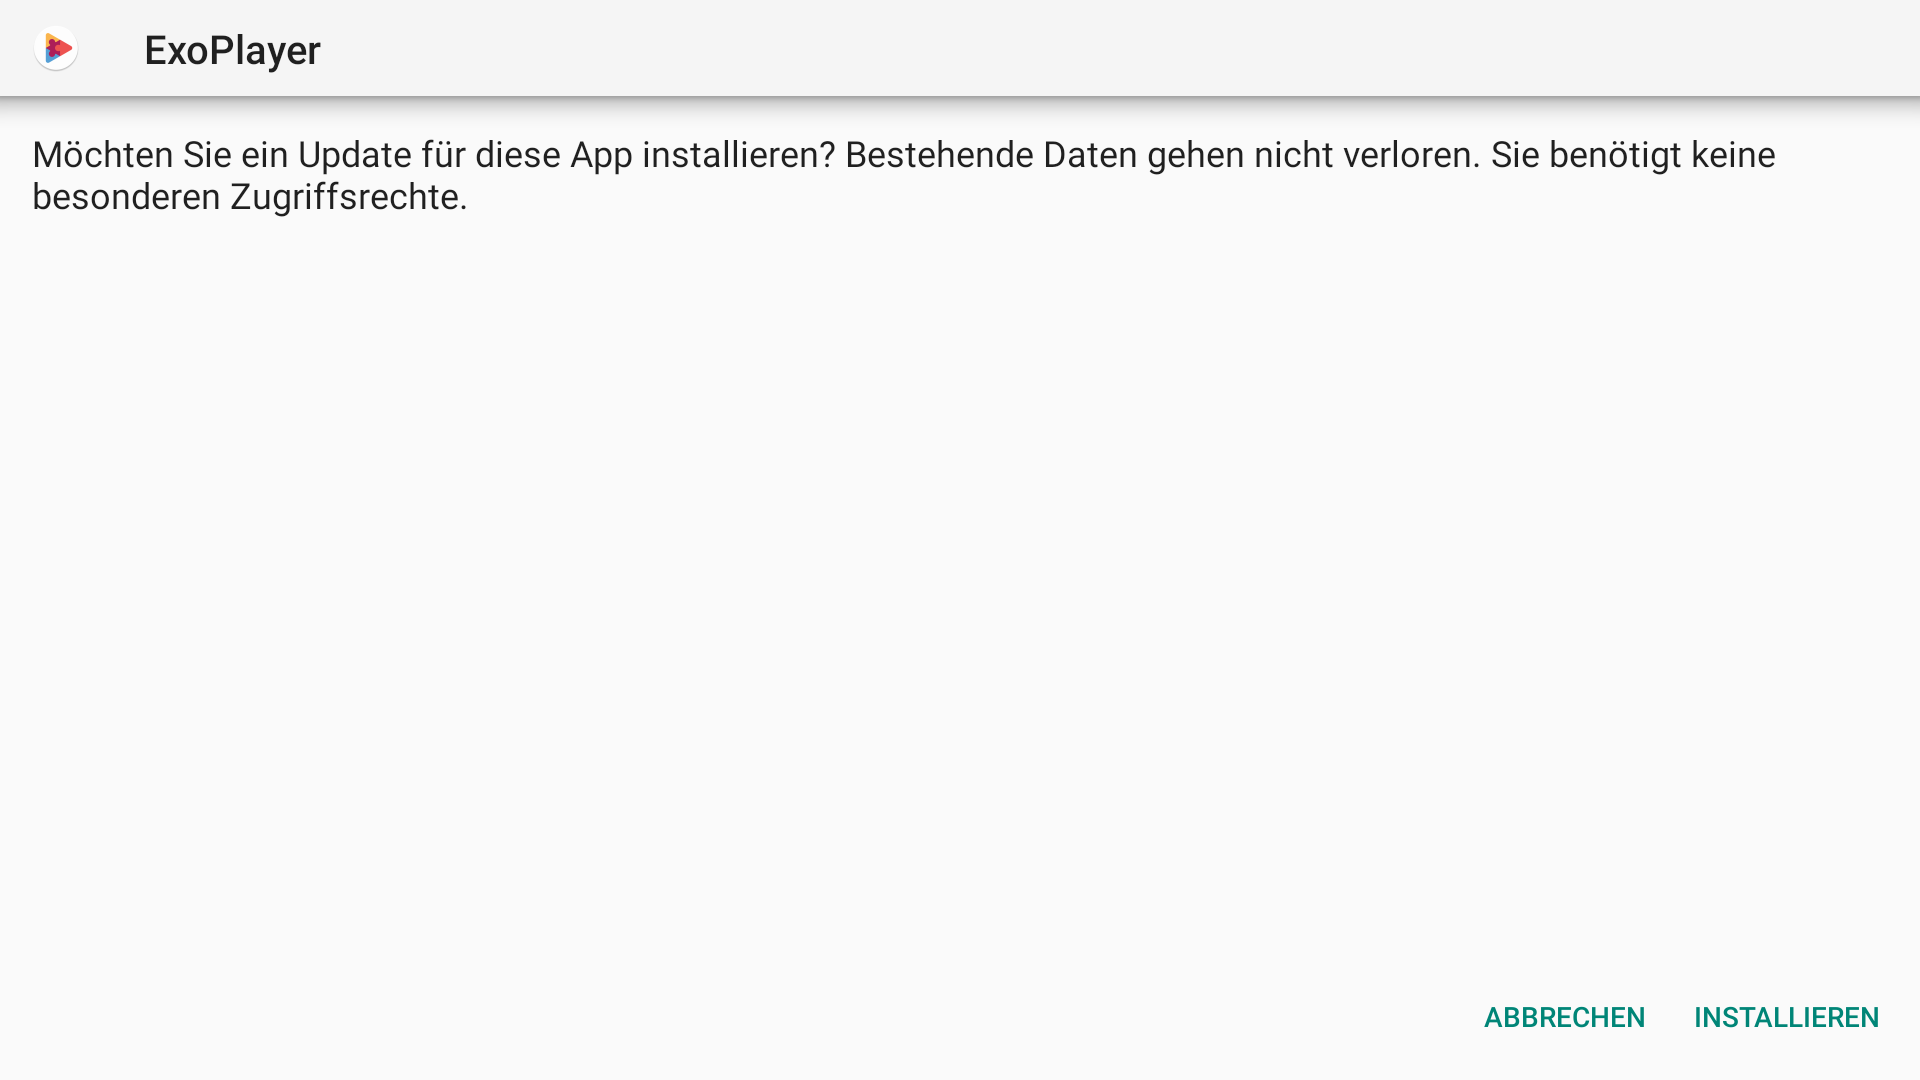 ExoPlayer
Möchten Sie ein Update für diese App installieren? Bestehende Daten gehen nicht verloren. Sie benötigt keine
besonderen Zugriffsrechte.
ABBRECHEN INSTALLIEREN